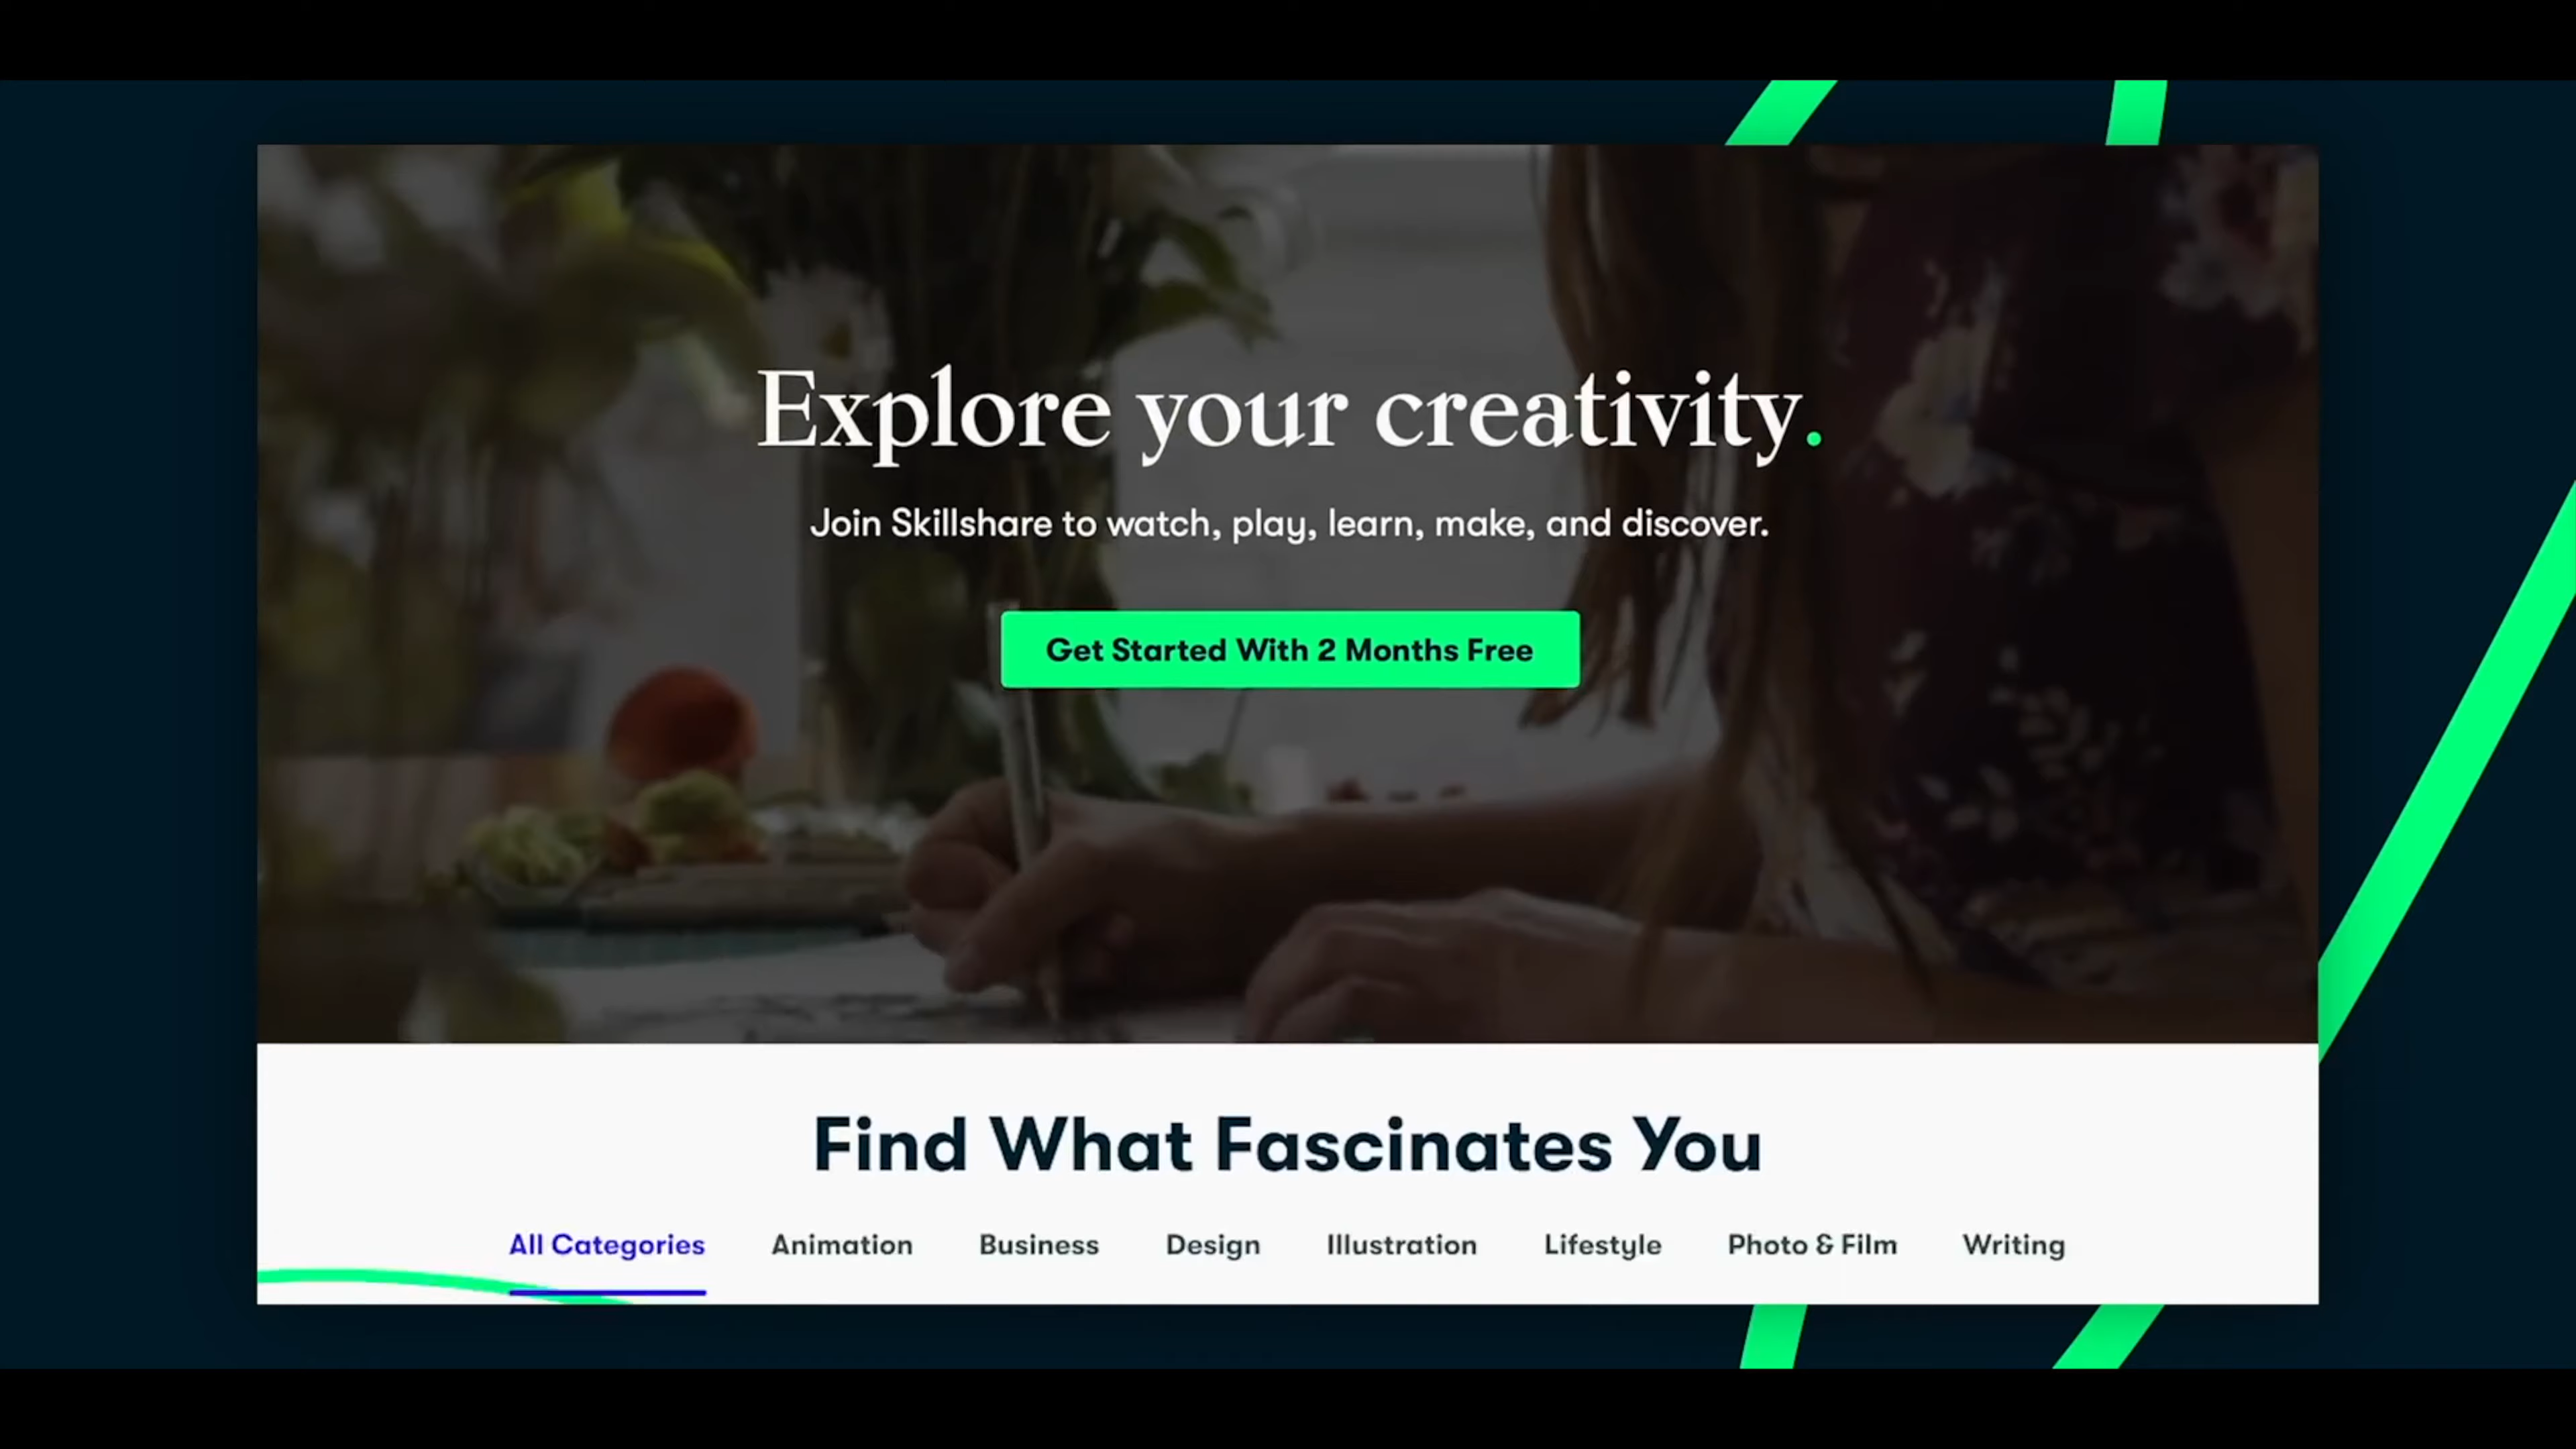 Explore your creativity.
Join Skillshare to watch, play, learn, make, and discover.
Get Started With 2 Months Free
Find What Fascinates You
All Categories Animation Business Design Illustration Lifestyle Photo & Film Writing